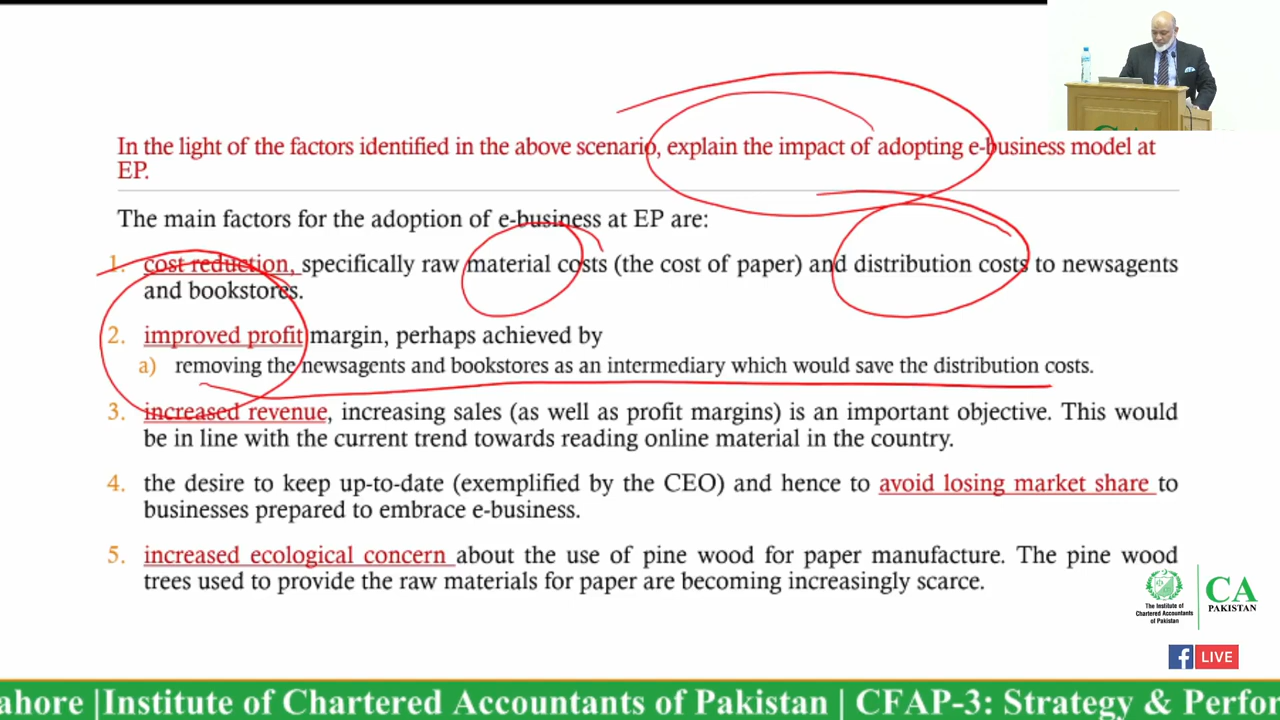 In the light of the factors identified in the above scenario, explain the impact of adopting e-business model at
EP.
The main factors for the adoption of e-business at EP are:
1. cost reduction, specifically raw material costs (the cost of paper) and distribution costs to newsagents
and bookstores.
2. improved profit margin, perhaps achieved by
a) removing the newsagents and bookstores as an intermediary which would save the distribution costs.
3. increased revenue, increasing sales (as well as profit margins) is an important objective. This would
be in line with the current trend towards reading online material in the country.
4. the desire to keep up-to-date (exemplified by the CEO) and hence to avoid losing market share to
businesses prepared to embrace e-business.
5. increased ecological concern about the use of pine wood for paper manufacture. The pine wood
trees used to provide the raw materials for paper are becoming increasingly scarce.
The Institute of
Chartered Accountants
of Pakistan
CA
PAKISTAN
f LIVE
ahore |Institute of Chartered Accountants of Pakistan | CFAP-3: Strategy & Perfor